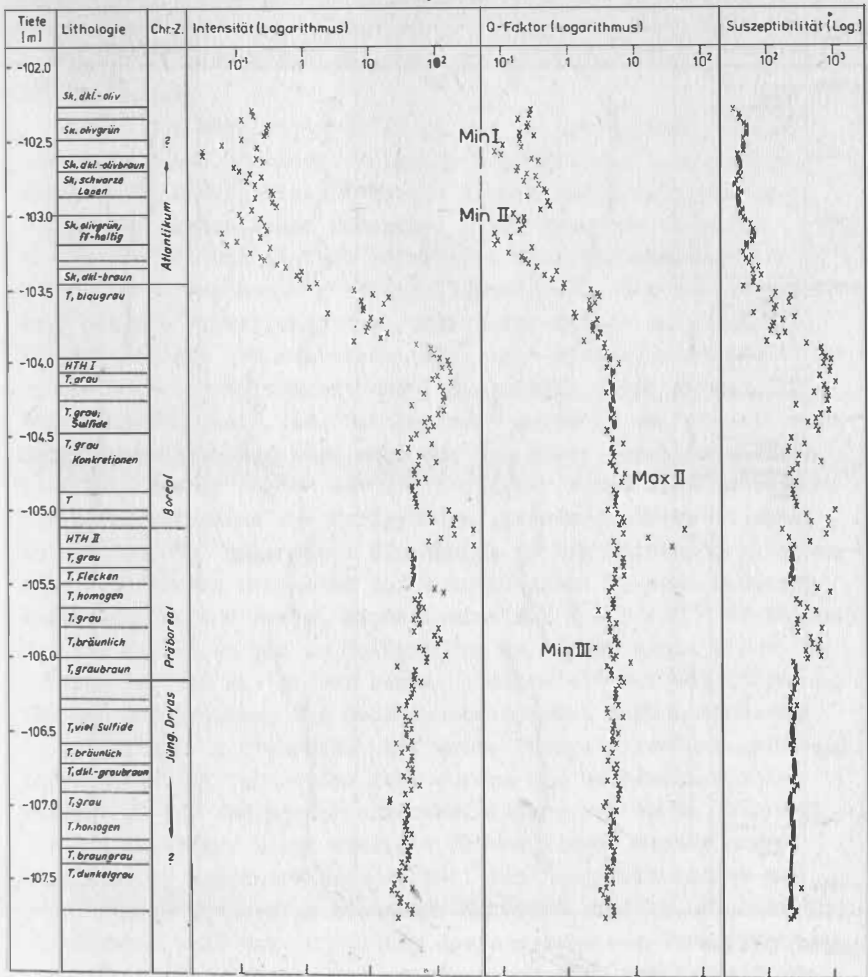 Tiefe [m] Lithologie Chr.-Z. Intensität (Logarithmus) Q-Faktor (Logarithmus) Suszeptibilität (Log.)
10⁻¹ 1 10 10² 10⁻¹ 1 10 10² 10² 10³
-102.0
Sk, dkl.-oliv
Sk, olivgrün
-102.5
?
Min I
Sk, dkl.-olivbraun
Sk, schwarze
Lagen
-103.0
Min II
Sk, olivgrün,
ff-haltig
Atlantikum
Sk, dkl-braun
-103.5
T, blaugrau
-104.0
HTH I
T, grau
T, grau,
Sulfide
-104.5
T, grau
Konkretionen
Max II
T
-105.0
Boreal
HTH II
T, grau
T, Flecken
-105.5
T, homogen
T, grau
T, bräunlich
Präboreal
Min III
-106.0
T, graubraun
T, viel Sulfide
-106.5
Jüng. Dryas
T, bräunlich
T, dkl.-graubraun
-107.0
T, grau
T, homogen
T, braungrau
?
T, dunkelgrau
-107.5